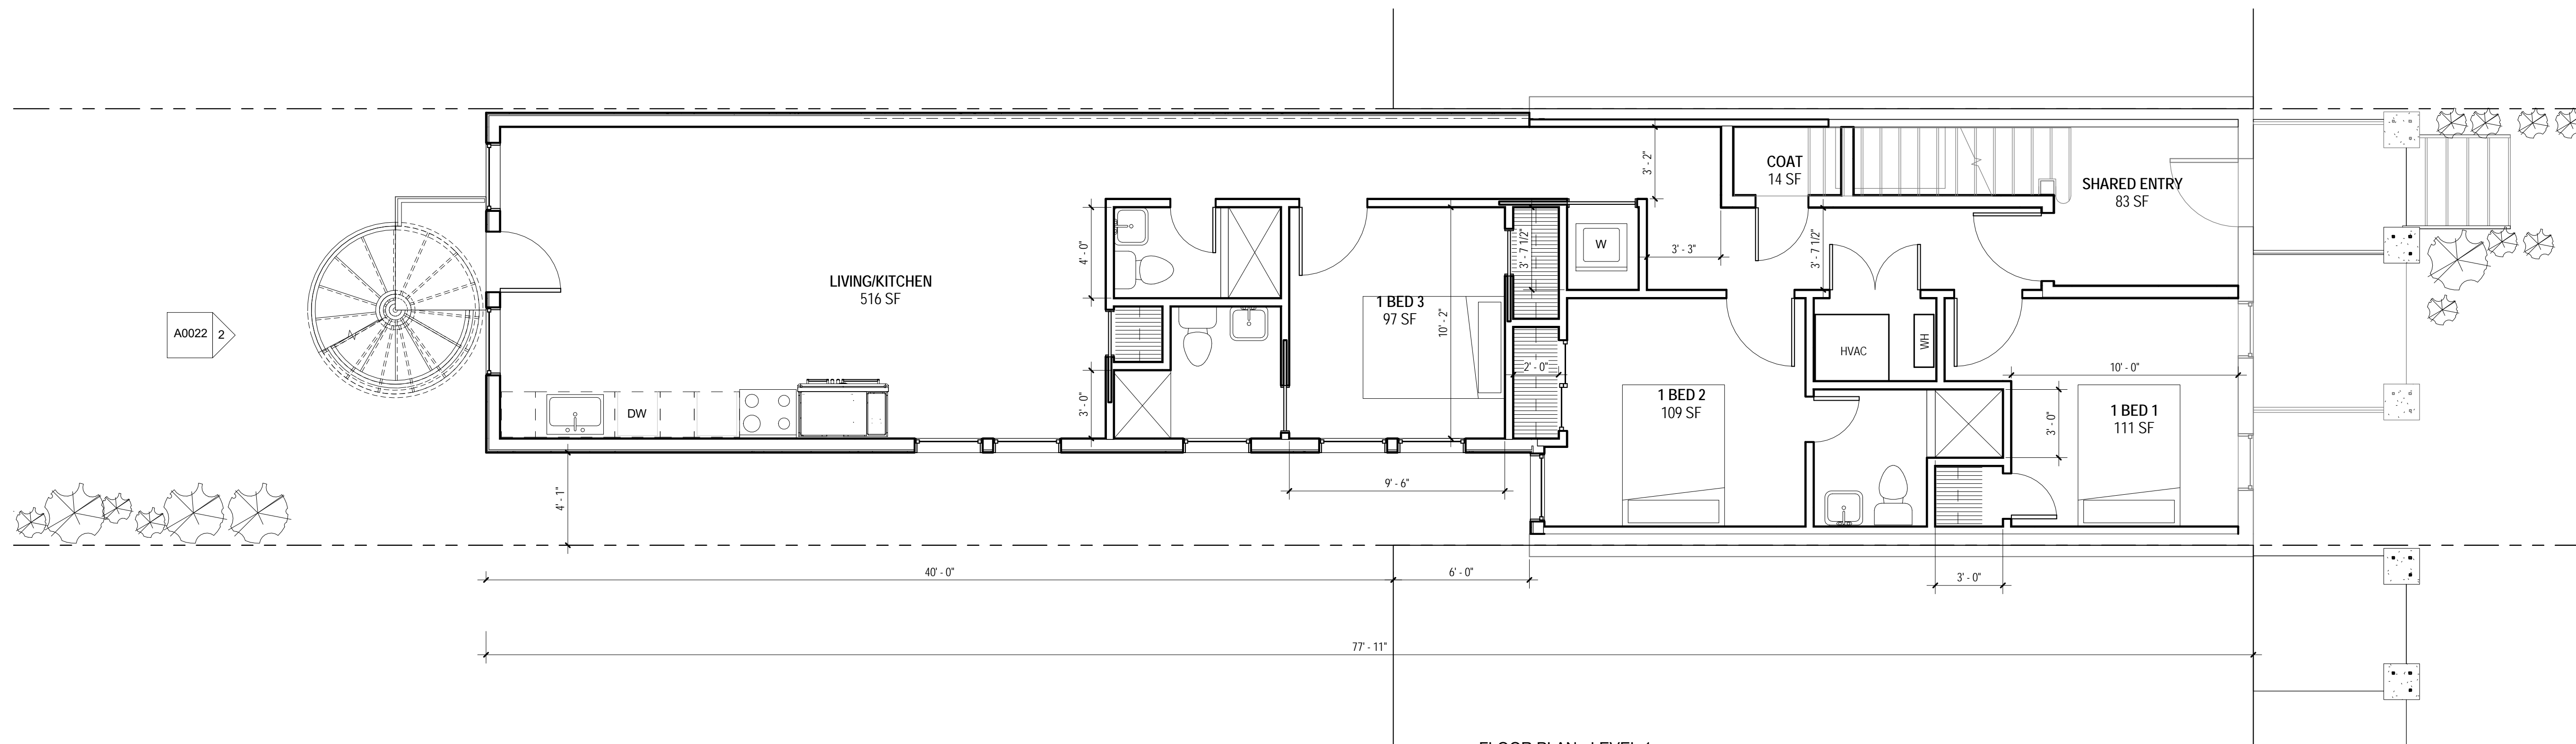 COAT
14 SF
3' - 2"
SHARED ENTRY
83 SF
W
3' - 7 1/2"
3' - 3"
3' - 7 1/2"
4' - 0"
LIVING/KITCHEN
516 SF
1 BED 3
97 SF
10' - 2"
A0022
2
WH
HVAC
2' - 0"
10' - 0"
3' - 0"
DW
1 BED 2
109 SF
1 BED 1
111 SF
3' - 0"
9' - 6"
4' - 1"
40' - 0"
6' - 0"
3' - 0"
77' - 11"